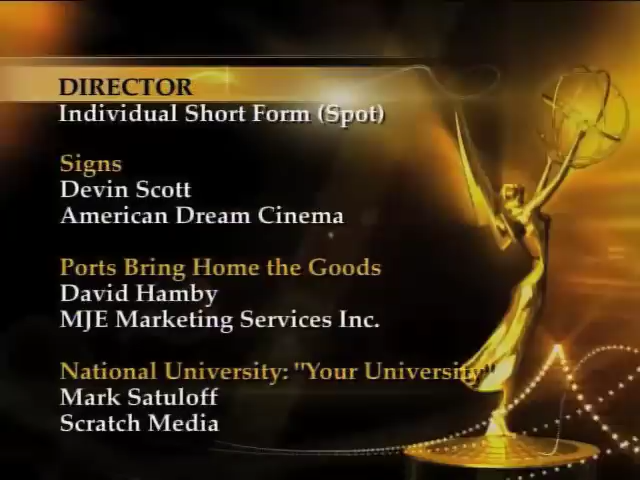 DIRECTOR
Individual Short Form (Spot)
Signs
Devin Scott
American Dream Cinema
Ports Bring Home the Goods
David Hamby
MJE Marketing Services Inc.
National University: "Your University"
Mark Satuloff
Scratch Media